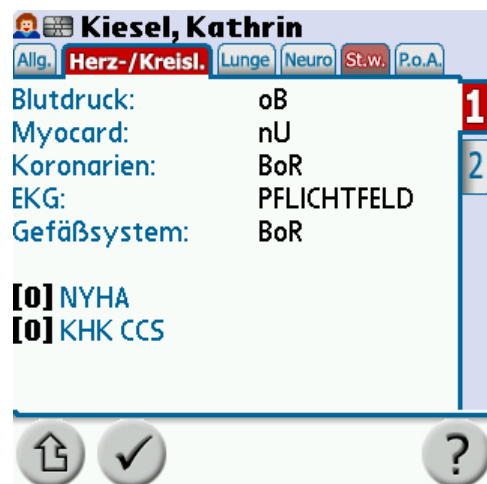 Kiesel, Kathrin
Allg. Herz-/Kreisl. Lunge Neuro St.w. P.o.A.
Blutdruck: oB
Myocard: nU
Koronarien: BoR
EKG: PFLICHTFELD
Gefäßsystem: BoR
[0] NYHA
[0] KHK CCS
1
2
?